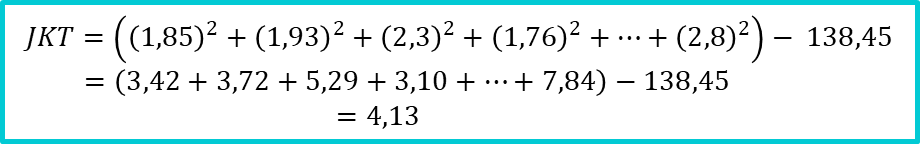 JKT = ((1,85)² + (1,93)² + (2,3)² + (1,76)² + ⋯ + (2,8)²) − 138,45
= (3,42 + 3,72 + 5,29 + 3,10 + ⋯ + 7,84) − 138,45
= 4,13